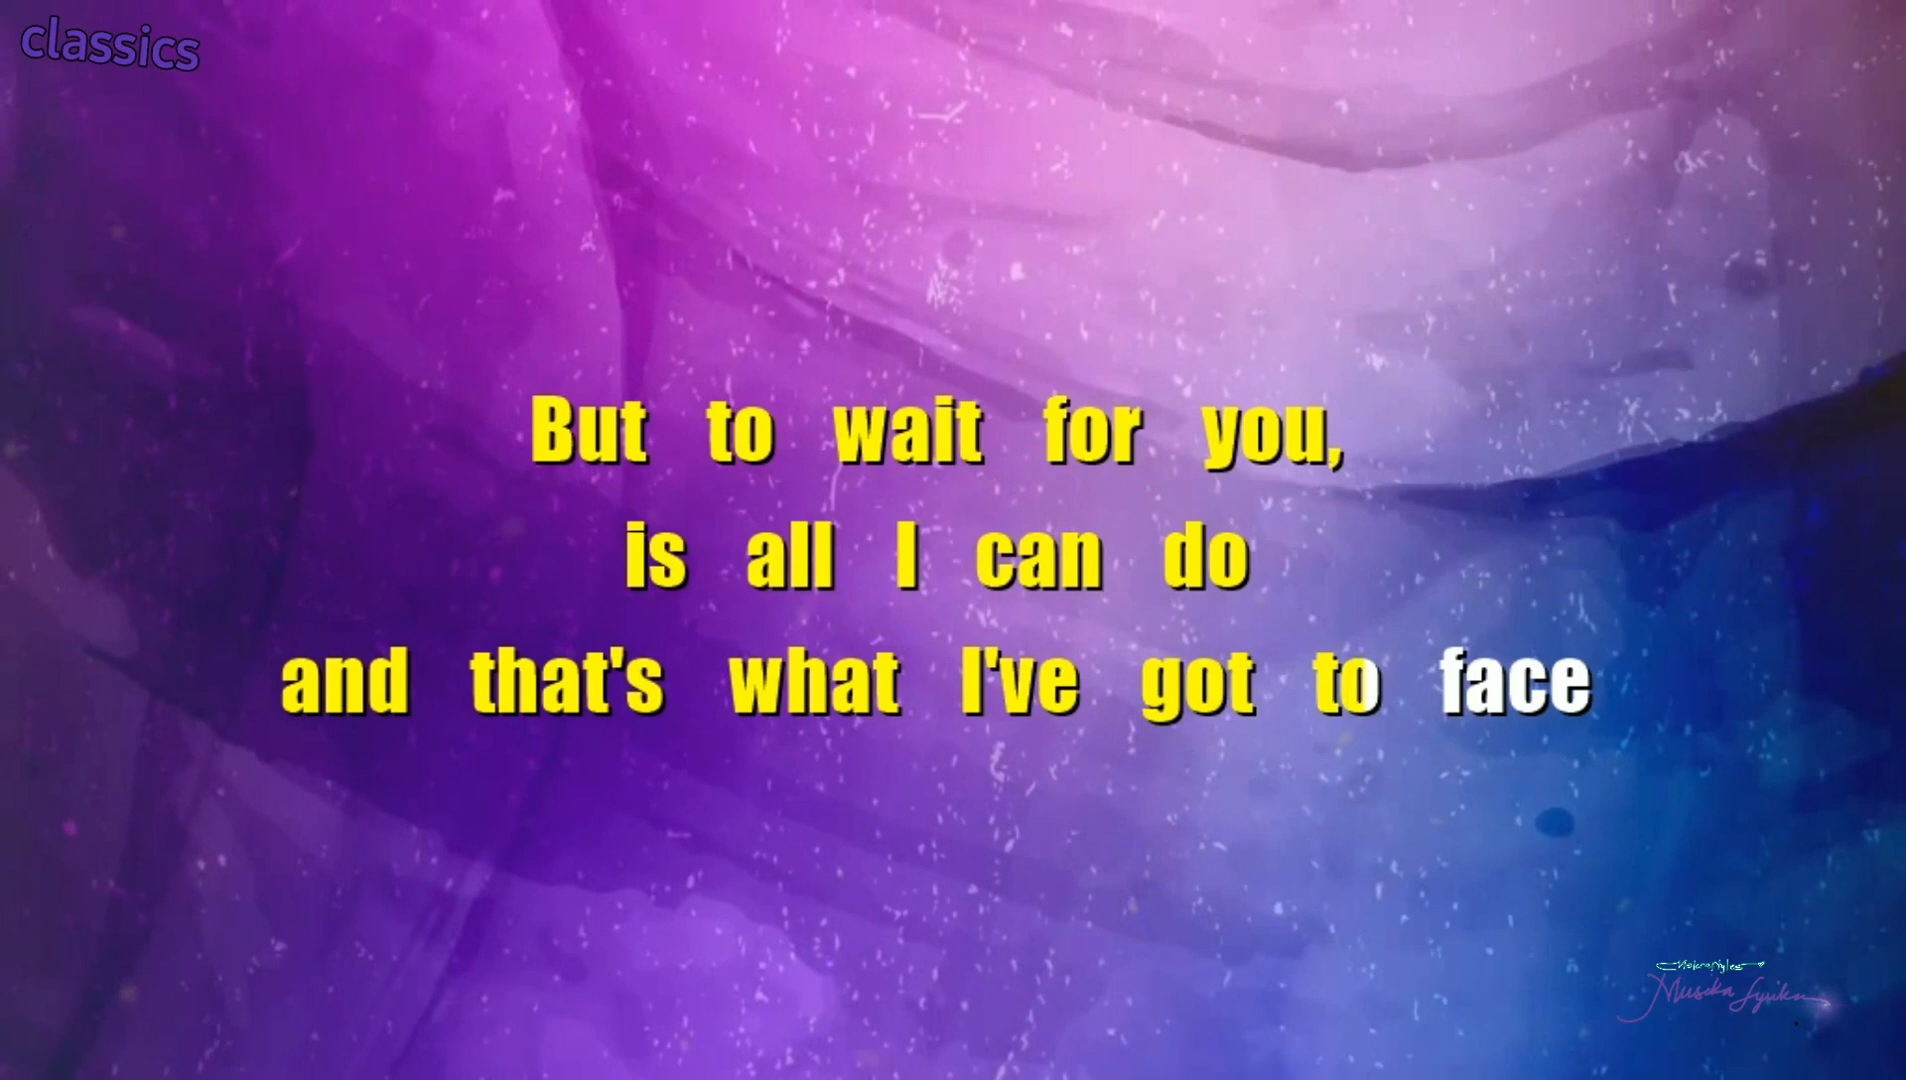 classics
But to wait for you,
is all I can do
and that's what I've got to face